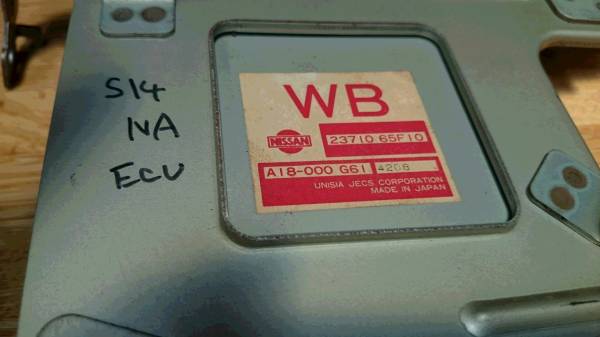 S14
NA
ECU
WB
NISSAN
23710 65F10
A18-000 G61 4206
UNISIA JECS CORPORATION
MADE IN JAPAN